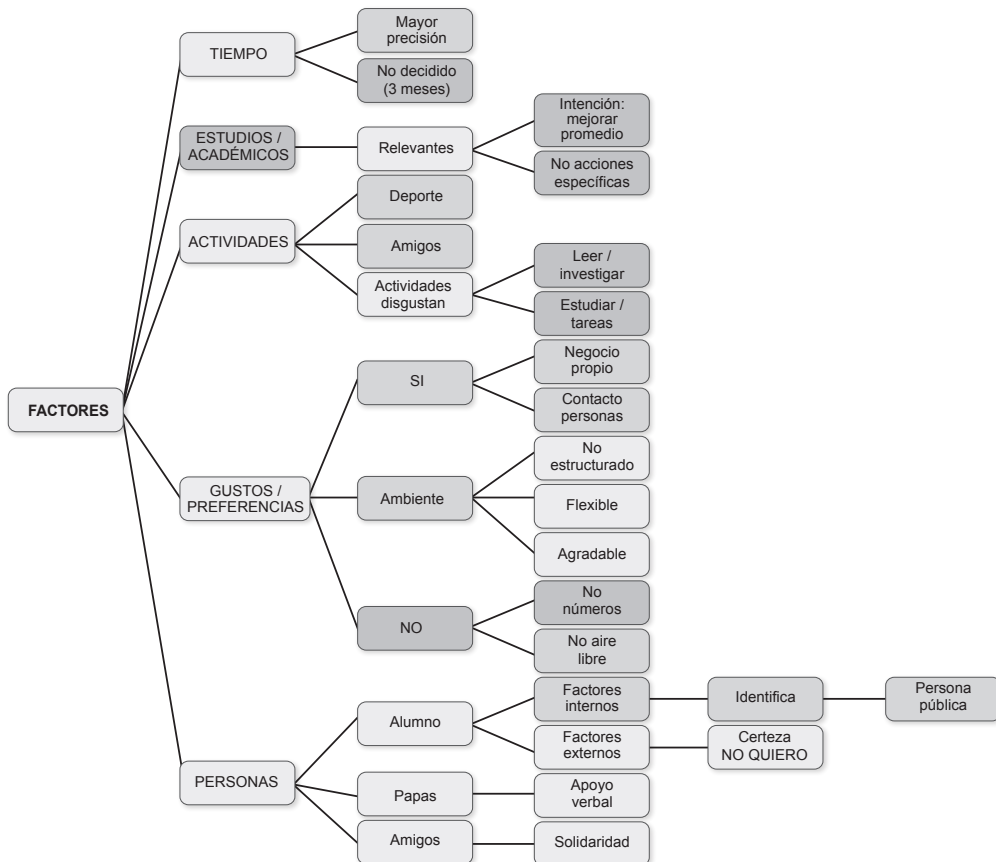 FACTORES
TIEMPO
Mayor
precisión
No decidido
(3 meses)
ESTUDIOS /
ACADÉMICOS
Relevantes
Intención:
mejorar
promedio
No acciones
específicas
ACTIVIDADES
Deporte
Amigos
Actividades
disgustan
Leer /
investigar
Estudiar /
tareas
GUSTOS /
PREFERENCIAS
SI
Negocio
propio
Contacto
personas
Ambiente
No
estructurado
Flexible
Agradable
NO
No
números
No aire
libre
PERSONAS
Alumno
Factores
internos
Identifica
Persona
pública
Factores
externos
Certeza
NO QUIERO
Papas
Apoyo
verbal
Amigos
Solidaridad